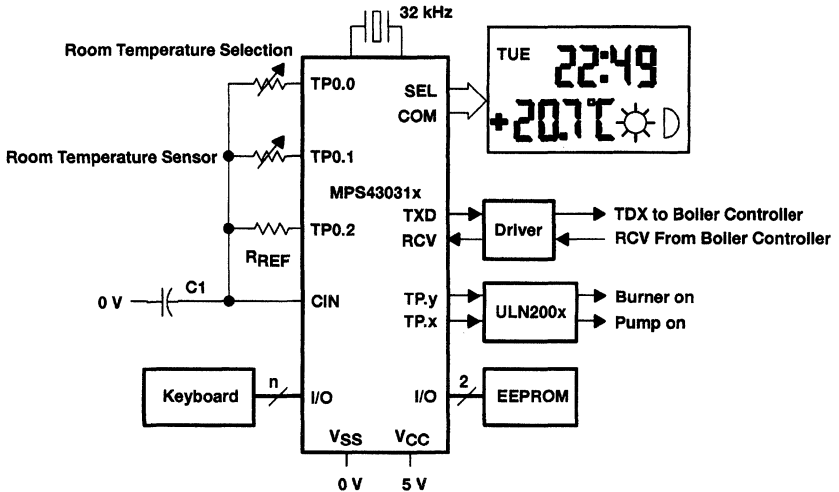 32 kHz
Room Temperature Selection
TP0.0
SEL
COM
TUE 22:49
+20.7°C
Room Temperature Sensor
TP0.1
MPS43031x
TXD
RCV
Driver
TDX to Boiler Controller
RCV From Boiler Controller
TP0.2
RREF
C1
0 V
CIN
TP.y
TP.x
ULN200x
Burner on
Pump on
Keyboard
n
I/O
I/O
2
EEPROM
VSS
VCC
0 V
5 V